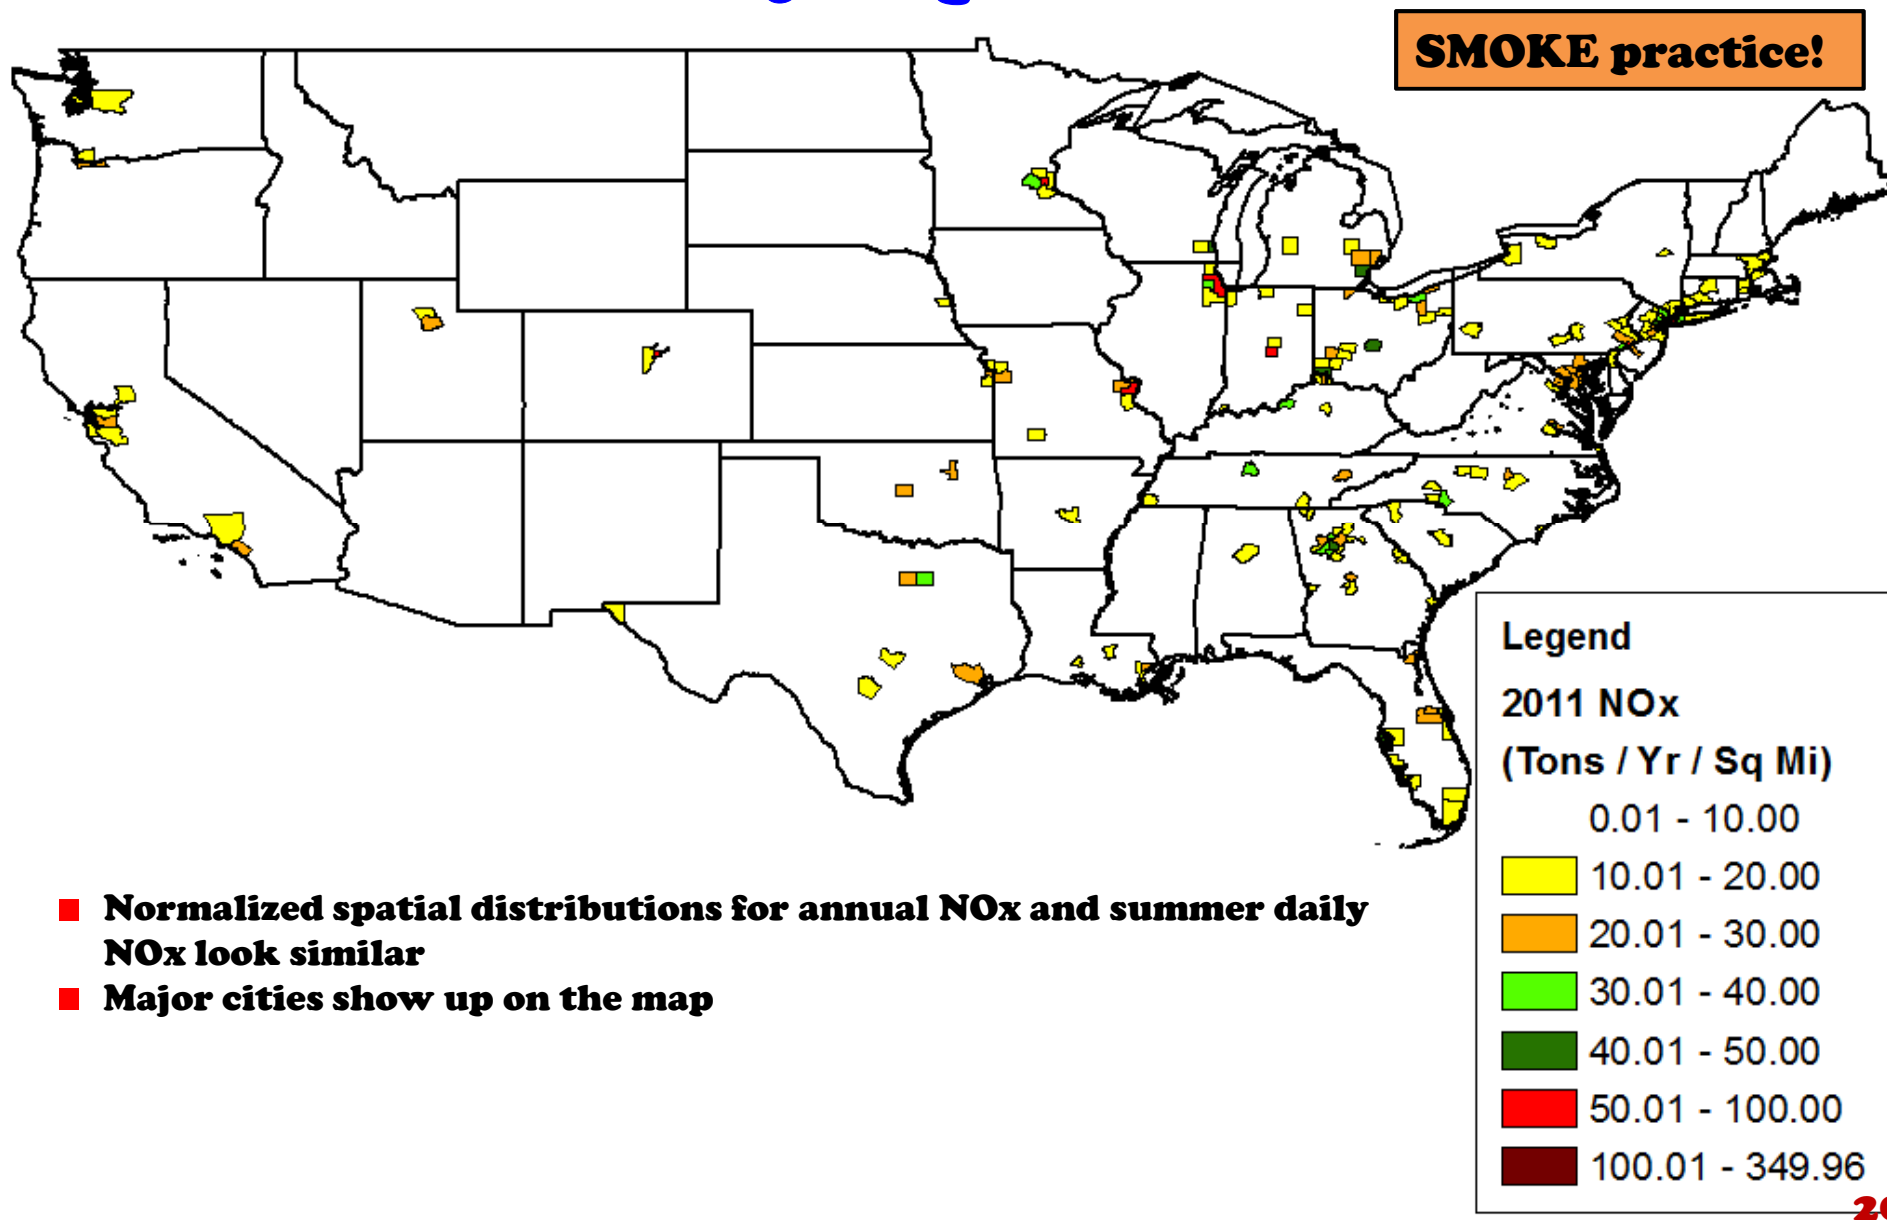 SMOKE practice!
Legend
2011 NOx
(Tons / Yr / Sq Mi)
0.01 - 10.00
10.01 - 20.00
20.01 - 30.00
30.01 - 40.00
40.01 - 50.00
50.01 - 100.00
100.01 - 349.96
Normalized spatial distributions for annual NOx and summer daily
NOx look similar
Major cities show up on the map